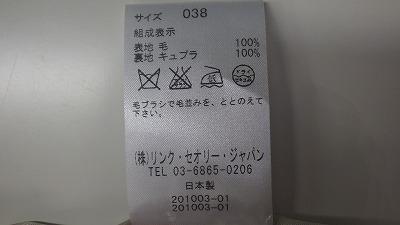 サイズ 038
組成表示
表地 毛 100%
裏地 キュプラ 100%
ドライ
毛ブラシで毛並みを、ととのえて
下さい。
(株)リンク・セオリー・ジャパン
TEL 03-6865-0206
日本製
201003-01
201003-01